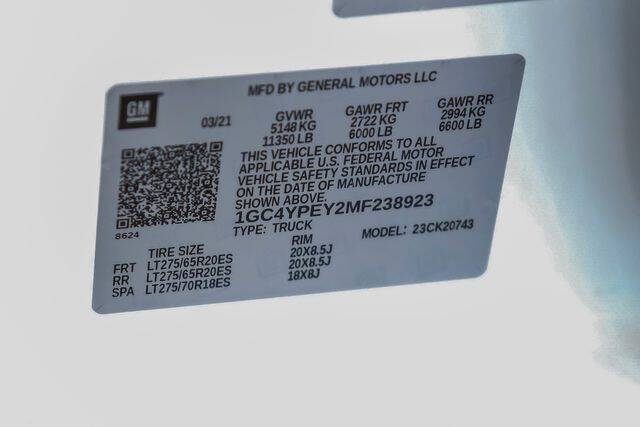 MFD BY GENERAL MOTORS LLC
GM
03/21
GVWR GAWR FRT GAWR RR
5148 KG 2722 KG 2994 KG
11350 LB 6000 LB 6600 LB
THIS VEHICLE CONFORMS TO ALL
APPLICABLE U.S. FEDERAL MOTOR
VEHICLE SAFETY STANDARDS IN EFFECT
ON THE DATE OF MANUFACTURE
SHOWN ABOVE.
1GC4YPEY2MF238923
8624
TYPE: TRUCK MODEL: 23CK20743
TIRE SIZE RIM
FRT LT275/65R20ES 20X8.5J
RR LT275/65R20ES 20X8.5J
SPA LT275/70R18ES 18X8J